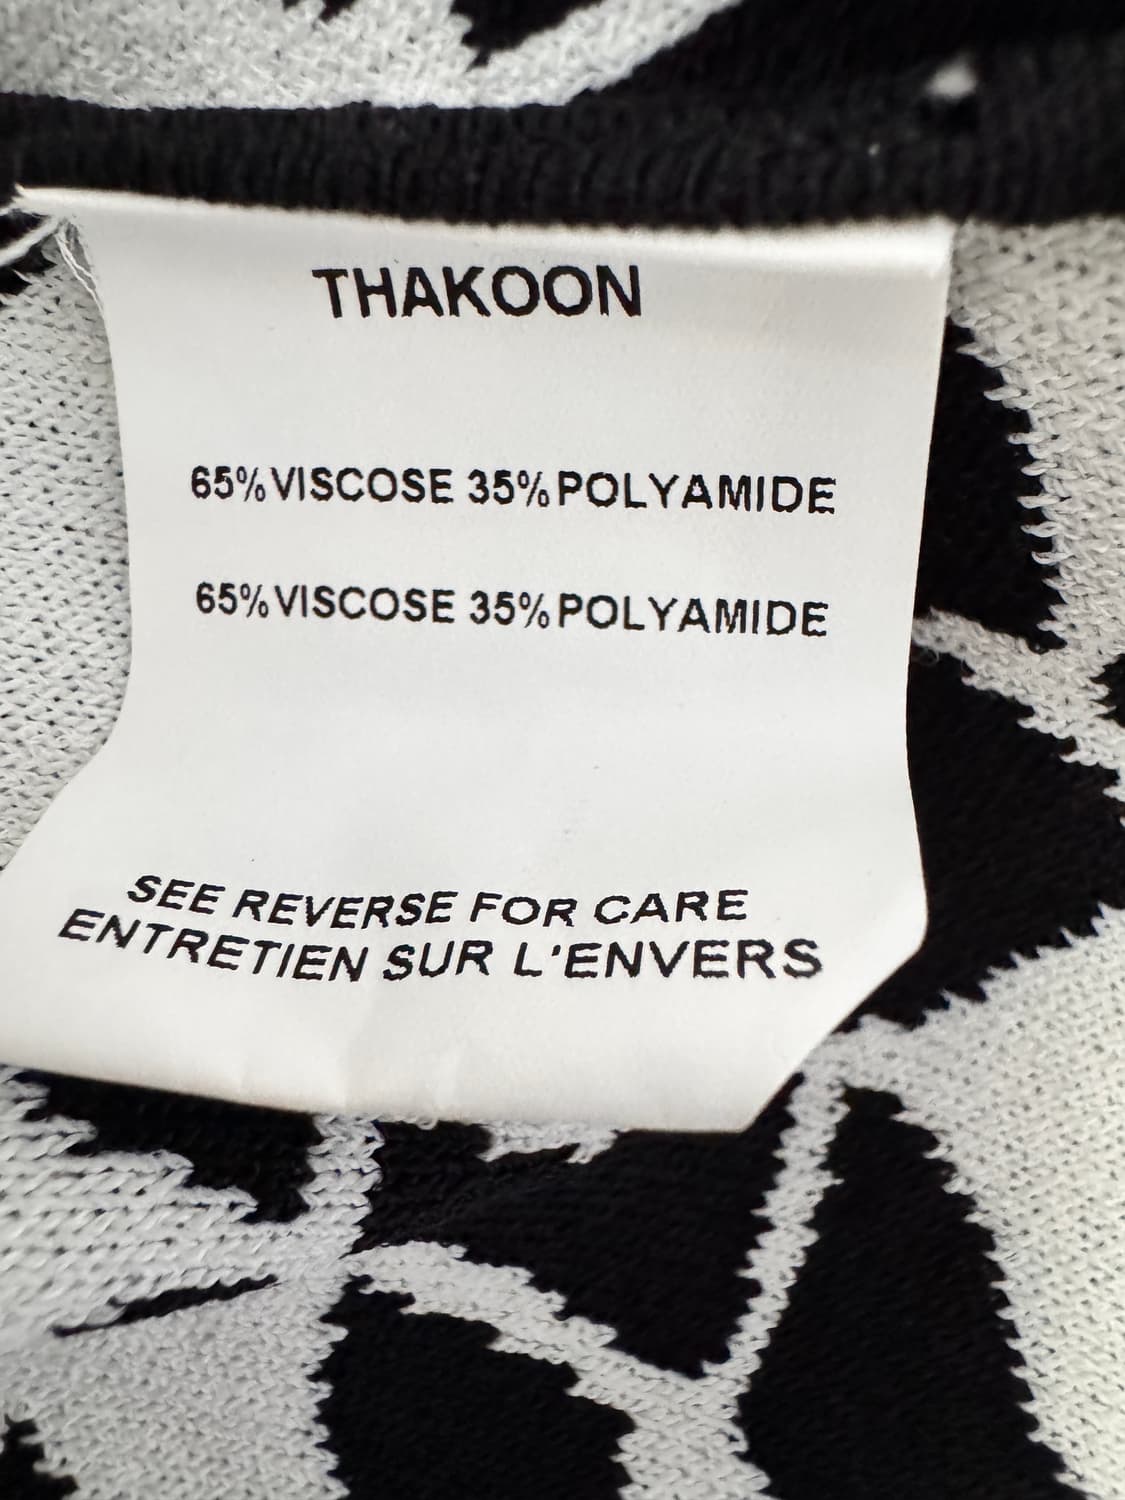 THAKOON
65% VISCOSE 35% POLYAMIDE
65% VISCOSE 35% POLYAMIDE
SEE REVERSE FOR CARE
ENTRETIEN SUR L'ENVERS